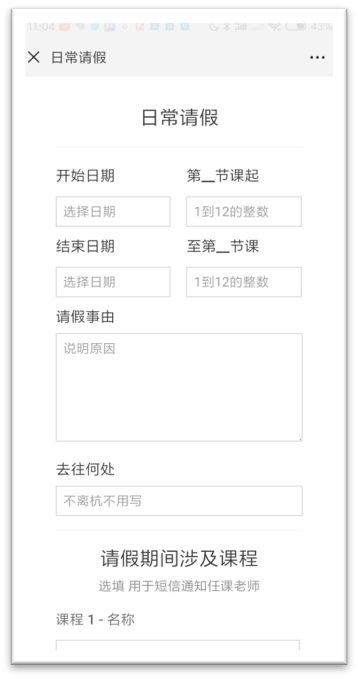 11:04 43%
日常请假
日常请假
开始日期 第__节课起
选择日期 1到12的整数
结束日期 至第__节课
选择日期 1到12的整数
请假事由
说明原因
去往何处
不离杭不用写
请假期间涉及课程
选填 用于短信通知任课老师
课程 1 - 名称